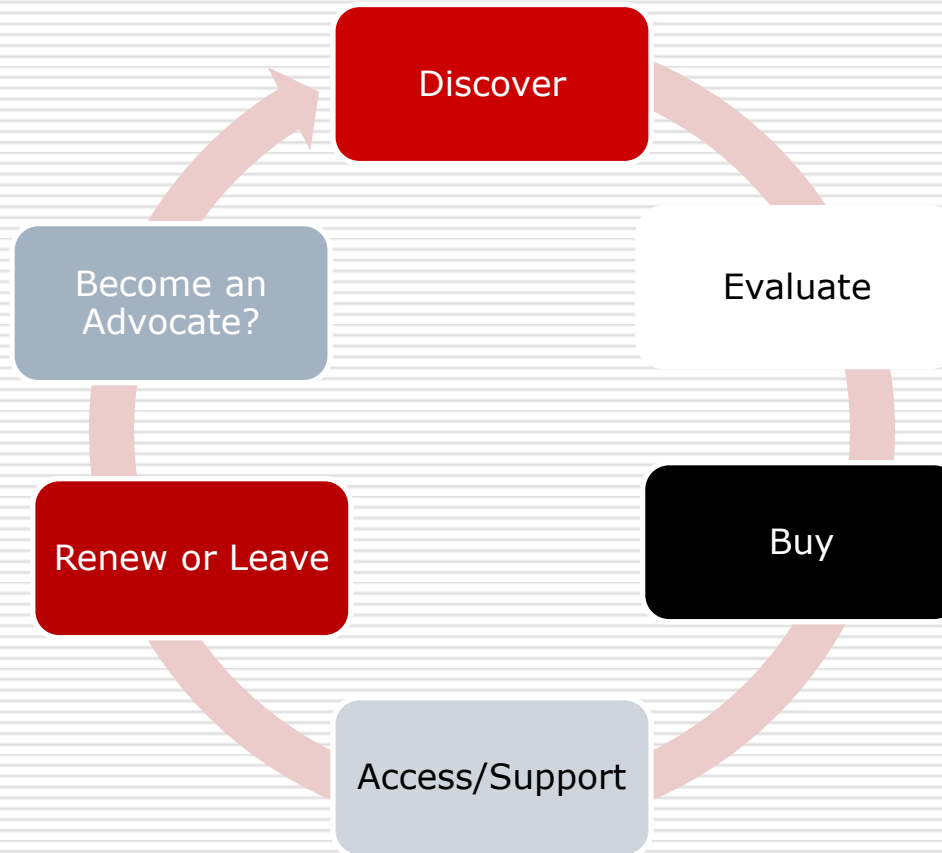 Discover
Evaluate
Buy
Access/Support
Renew or Leave
Become an
Advocate?